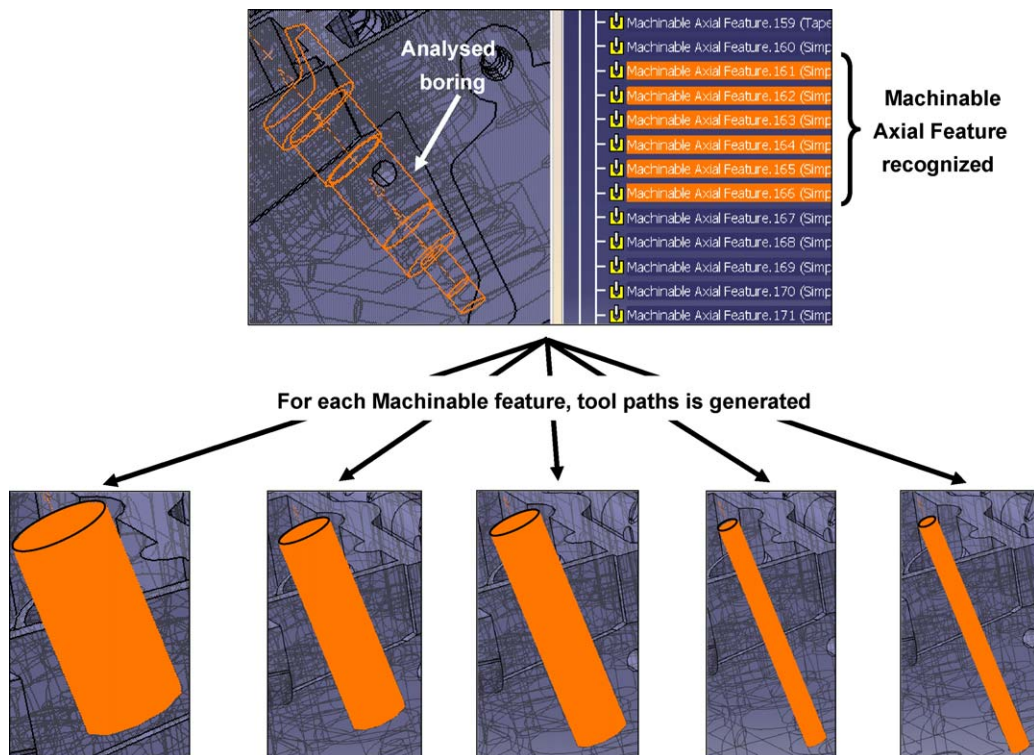 Analysed
boring
Machinable Axial Feature.159 (Tape
Machinable Axial Feature.160 (Simp
Machinable Axial Feature.161 (Simp
Machinable Axial Feature.162 (Simp
Machinable Axial Feature.163 (Simp
Machinable Axial Feature.164 (Simp
Machinable Axial Feature.165 (Simp
Machinable Axial Feature.166 (Simp
Machinable Axial Feature.167 (Simp
Machinable Axial Feature.168 (Simp
Machinable Axial Feature.169 (Simp
Machinable Axial Feature.170 (Simp
Machinable Axial Feature.171 (Simp
Machinable
Axial Feature
recognized
For each Machinable feature, tool paths is generated